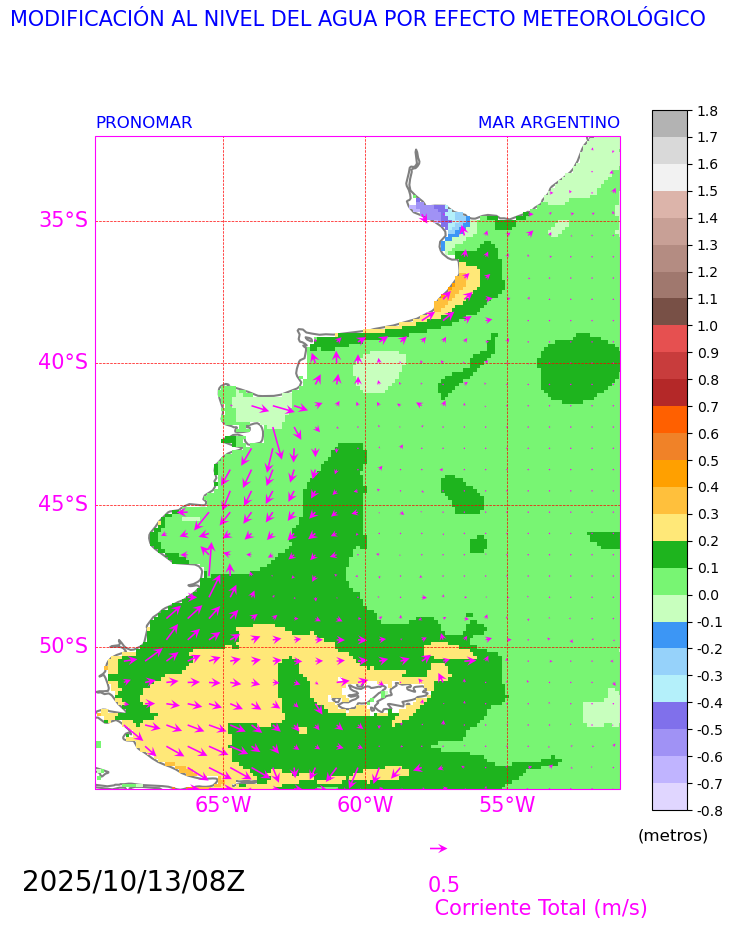 MODIFICACIÓN AL NIVEL DEL AGUA POR EFECTO METEOROLÓGICO
PRONOMAR MAR ARGENTINO
1.8
1.7
1.6
1.5
1.4
1.3
1.2
1.1
1.0
0.9
0.8
0.7
0.6
0.5
0.4
0.3
0.2
0.1
0.0
-0.1
-0.2
-0.3
-0.4
-0.5
-0.6
-0.7
-0.8
(metros)
35°S
40°S
45°S
50°S
65°W 60°W 55°W
2025/10/13/08Z
0.5
Corriente Total (m/s)